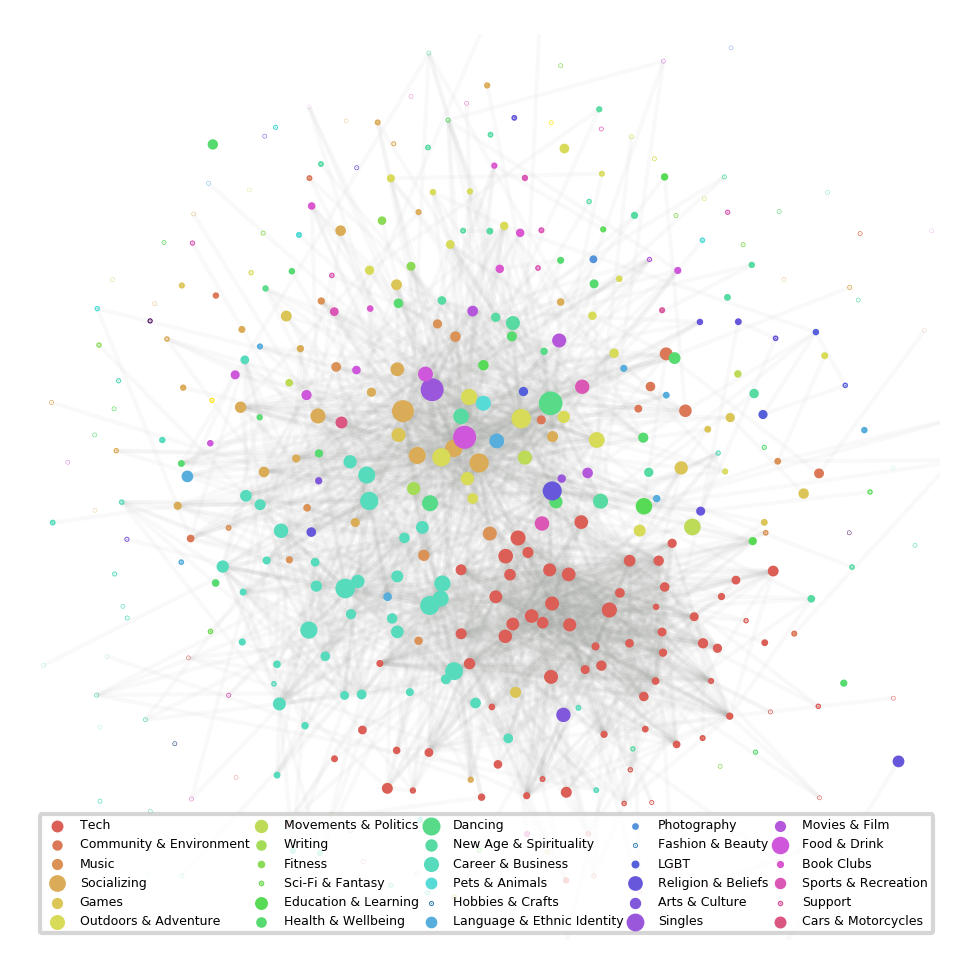 Tech
Community & Environment
Music
Socializing
Games
Outdoors & Adventure
Movements & Politics
Writing
Fitness
Sci-Fi & Fantasy
Education & Learning
Health & Wellbeing
Dancing
New Age & Spirituality
Career & Business
Pets & Animals
Hobbies & Crafts
Language & Ethnic Identity
Photography
Fashion & Beauty
LGBT
Religion & Beliefs
Arts & Culture
Singles
Movies & Film
Food & Drink
Book Clubs
Sports & Recreation
Support
Cars & Motorcycles